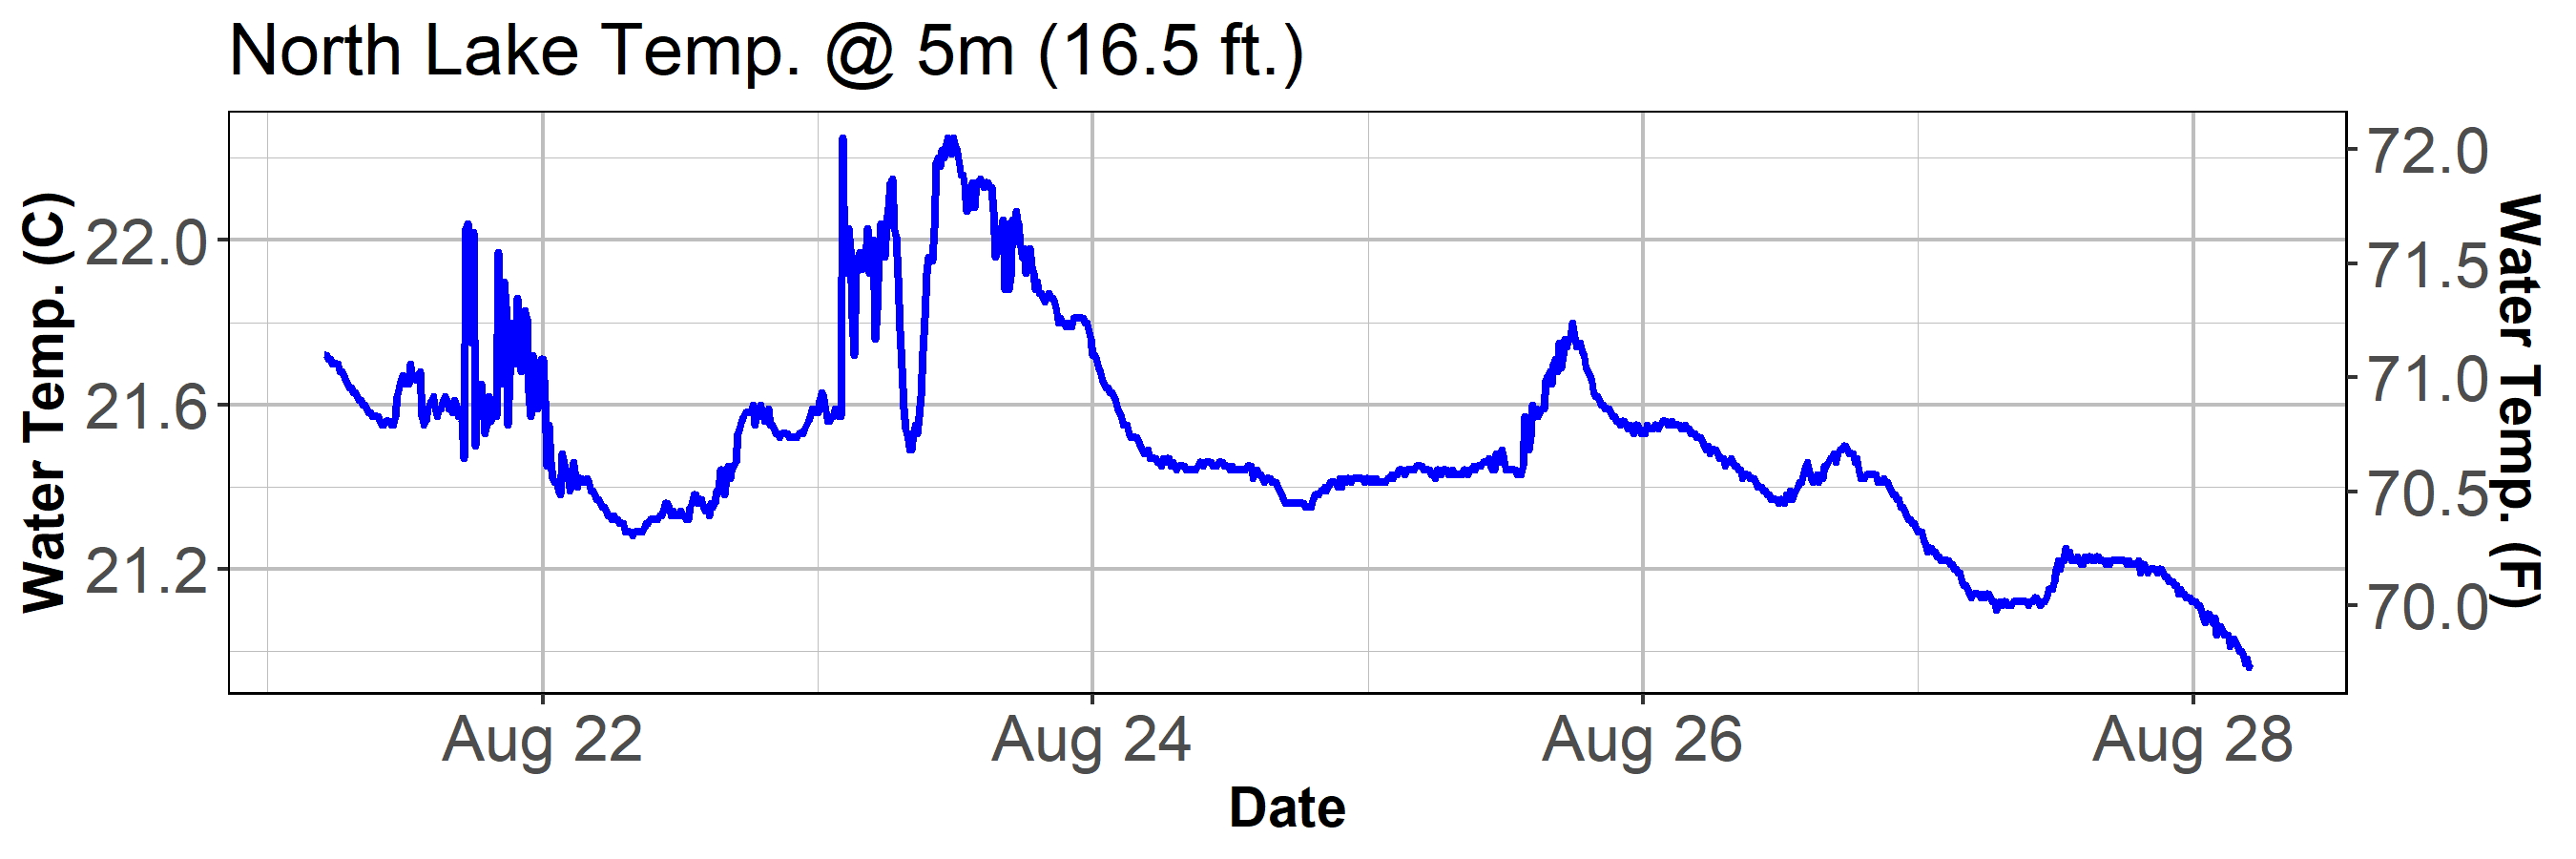 North Lake Temp. @ 5m (16.5 ft.)
Water Temp. (C)
22.0
21.6
21.2
72.0
71.5
71.0
70.5
70.0
Water Temp. (F)
Aug 22 Aug 24 Aug 26 Aug 28
Date